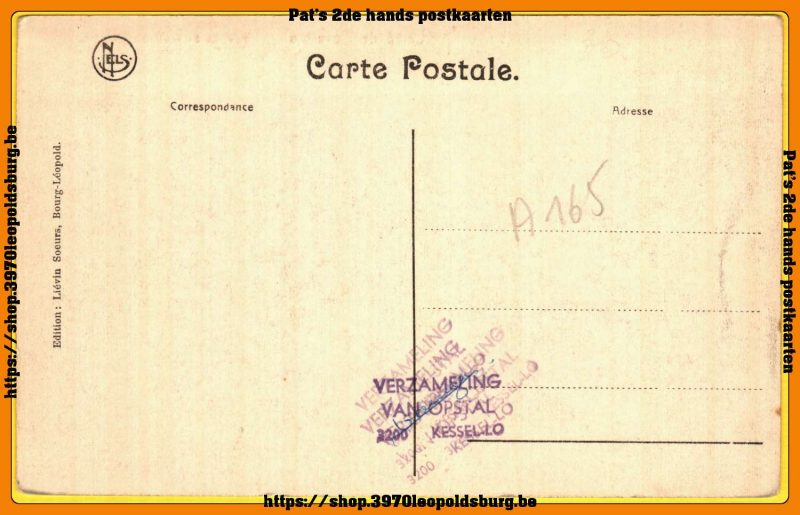 Pat's 2de hands postkaarten
NELS
Carte Postale.
Correspondance
Adresse
Edition: Liévin Soeurs, Bourg-Léopold.
A165
VERZAMELING
VAN OPSTAL
3200 KESSEL-LO
https://shop.3970leopoldsburg.be
Pat's 2de hands postkaarten
https://shop.3970leopoldsburg.be